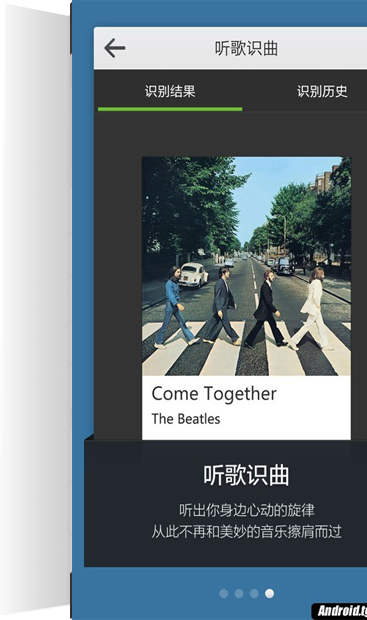 听歌识曲
识别结果 识别历史
Come Together
The Beatles
听歌识曲
听出你身边心动的旋律
从此不再和美妙的音乐擦肩而过